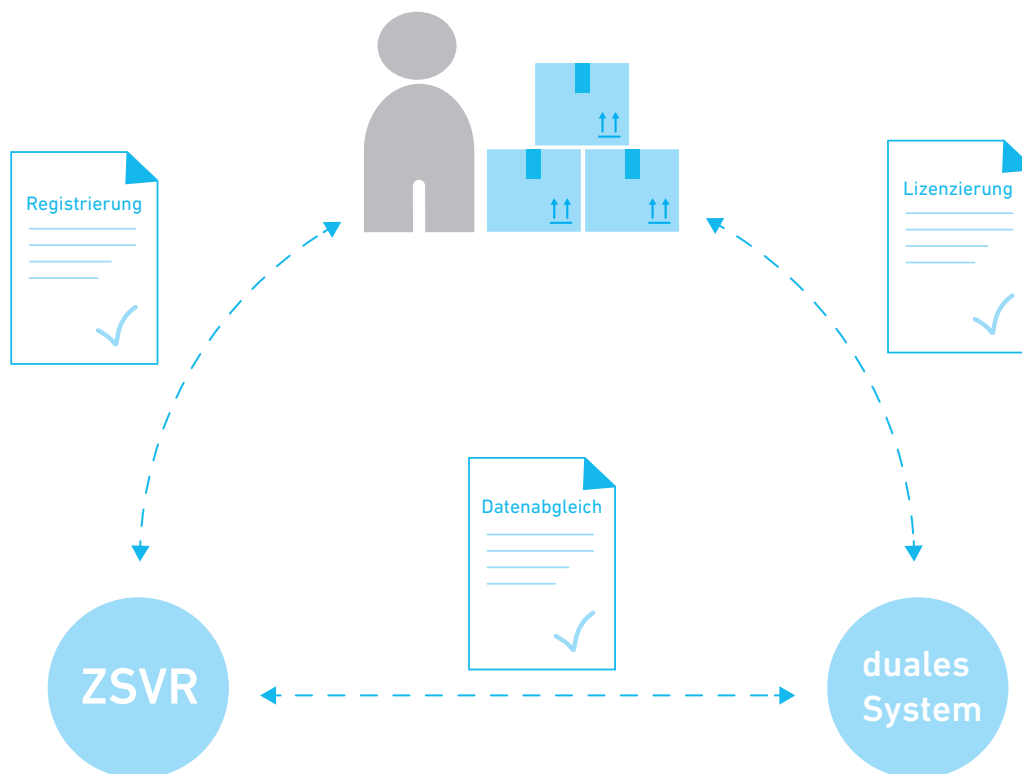 Registrierung
Lizenzierung
Datenabgleich
ZSVR
duales
System